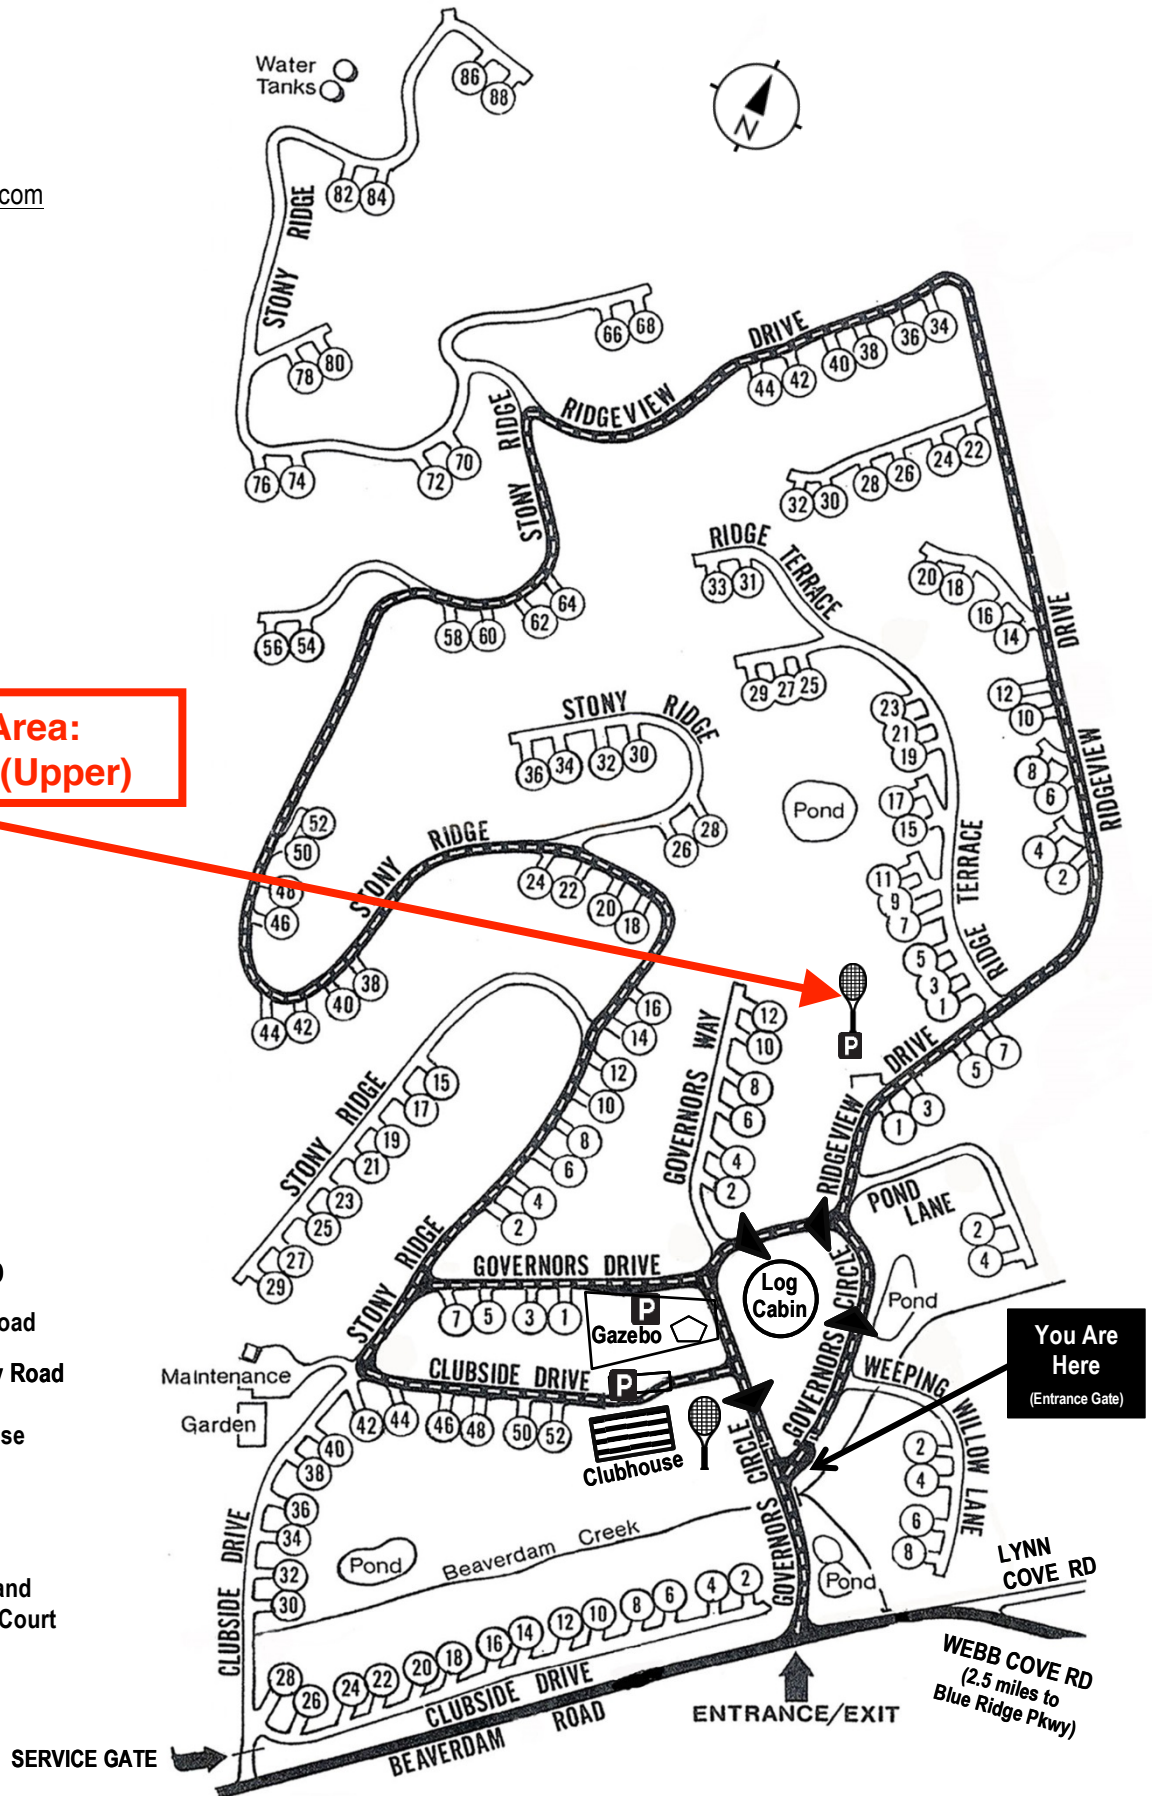 Water
Tanks
86
88
N
com
82
84
STONY RIDGE
66
68
DRIVE
34
36
38
40
42
44
78
80
RIDGEVIEW
STONY RIDGE
70
72
74
76
22
24
26
28
30
32
RIDGE TERRACE
33
31
20
18
16
14
DRIVE
64
62
60
58
56
54
29
27
25
12
10
Area:
(Upper)
STONY RIDGE
36
34
32
30
28
26
23
21
19
RIDGEVIEW
8
6
Pond
17
15
4
2
52
50
48
46
STONY RIDGE
24
22
20
18
TERRACE
RIDGE
11
9
7
5
3
1
38
40
42
44
16
14
12
10
8
6
4
2
P
DRIVE
7
5
3
1
GOVERNORS WAY
12
10
8
6
4
2
RIDGEVIEW
STONY RIDGE
15
17
19
21
23
25
27
29
POND
LANE
2
4
STONY RIDGE
GOVERNORS DRIVE
7
5
3
1
P
Gazebo
Log
Cabin
GOVERNORS CIRCLE
Pond
oad
Road
se
You Are
Here
(Entrance Gate)
Maintenance
Garden
CLUBSIDE DRIVE
P
42
44
46
48
50
52
Clubhouse
WEEPING WILLOW LANE
2
4
6
8
GOVERNORS CIRCLE
40
38
36
34
32
30
CLUBSIDE DRIVE
Pond
Beaverdam Creek
Pond
LYNN
COVE RD
and
Court
28
26
24
22
20
18
16
14
12
10
8
6
4
2
CLUBSIDE DRIVE
BEAVERDAM ROAD
ENTRANCE/EXIT
WEBB COVE RD
(2.5 miles to
Blue Ridge Pkwy)
SERVICE GATE